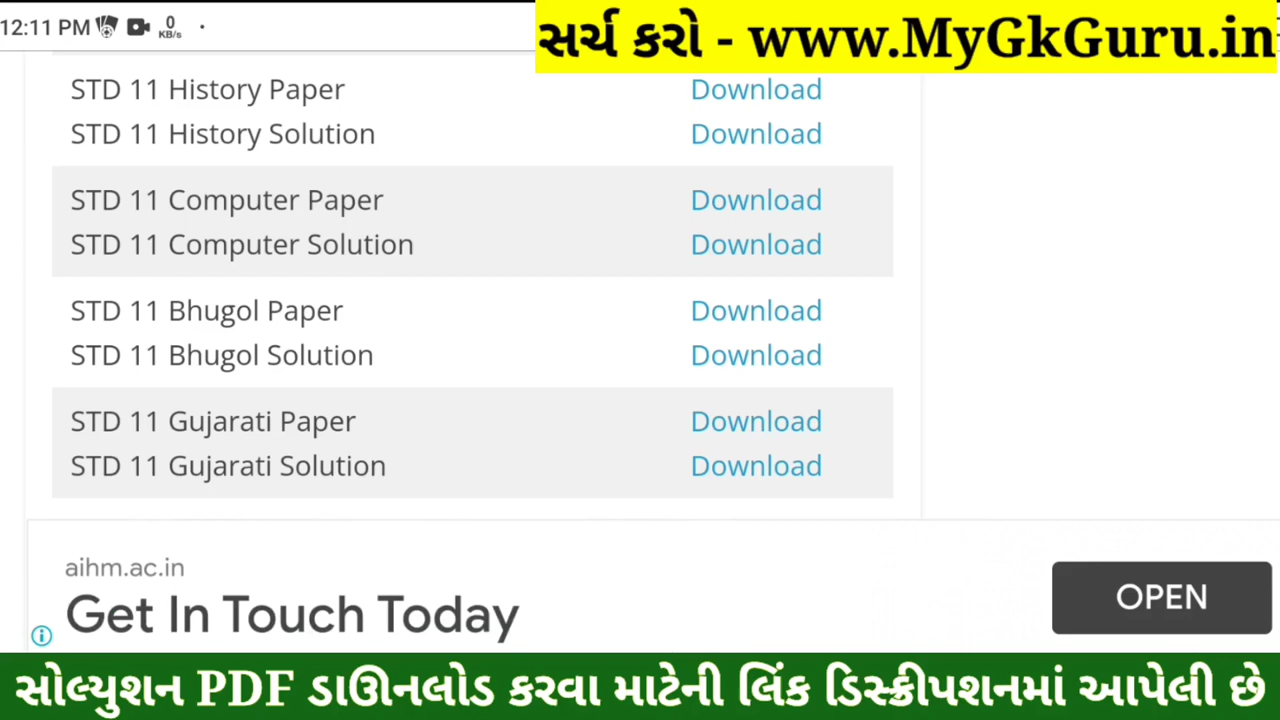 12:11 PM 0 KB/s
સર્ચ કરો - www.MyGkGuru.in
STD 11 History Paper Download
STD 11 History Solution Download
STD 11 Computer Paper Download
STD 11 Computer Solution Download
STD 11 Bhugol Paper Download
STD 11 Bhugol Solution Download
STD 11 Gujarati Paper Download
STD 11 Gujarati Solution Download
aihm.ac.in
Get In Touch Today
OPEN
સોલ્યુશન PDF ડાઊનલોડ કરવા માટેની લિંક ડિસ્ક્રીપશનમાં આપેલી છે